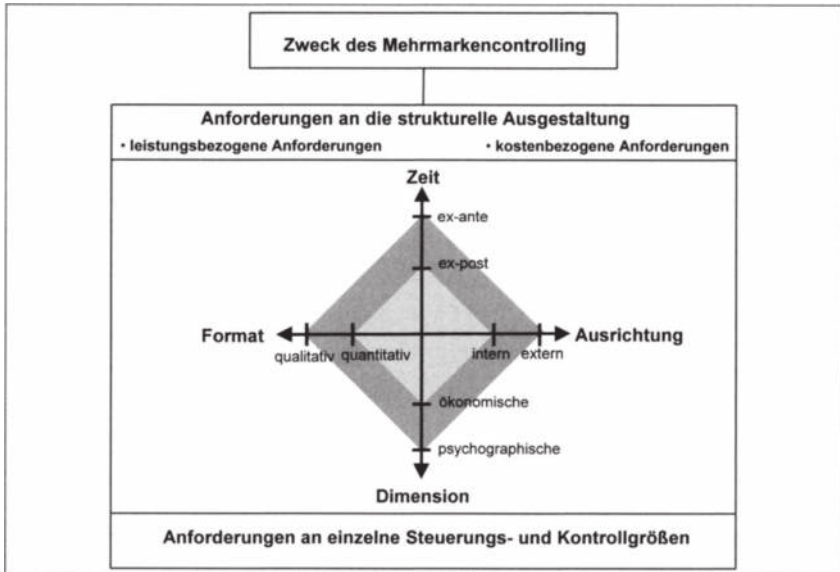 Zweck des Mehrmarkencontrolling
Anforderungen an die strukturelle Ausgestaltung
• leistungsbezogene Anforderungen • kostenbezogene Anforderungen
Zeit
ex-ante
ex-post
Format Ausrichtung
qualitativ quantitativ intern extern
ökonomische
psychographische
Dimension
Anforderungen an einzelne Steuerungs- und Kontrollgrößen